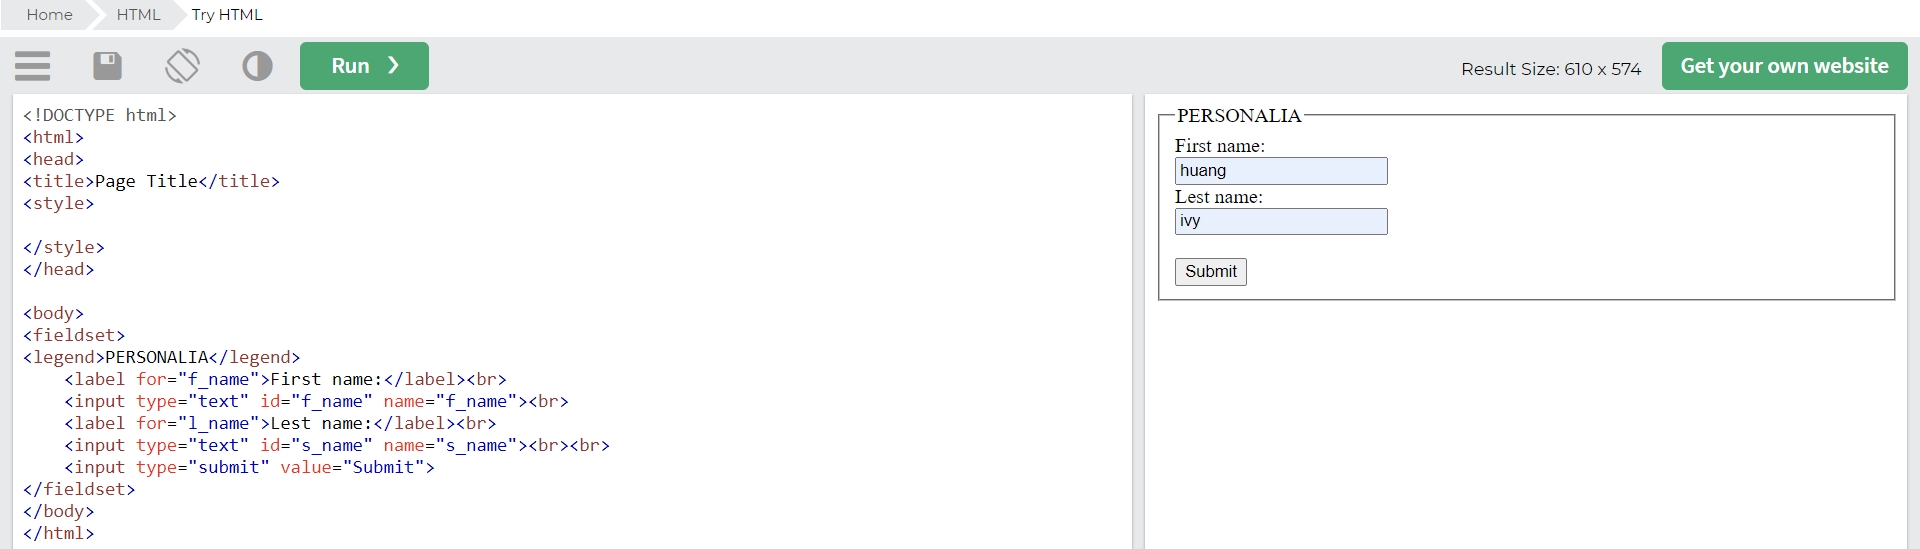 Home HTML Try HTML
Run ❯ Result Size: 610 x 574 Get your own website
<!DOCTYPE html>
<html>
<head>
<title>Page Title</title>
<style>
</style>
</head>
<body>
<fieldset>
<legend>PERSONALIA</legend>
<label for="f_name">First name:</label><br>
<input type="text" id="f_name" name="f_name"><br>
<label for="l_name">Lest name:</label><br>
<input type="text" id="s_name" name="s_name"><br><br>
<input type="submit" value="Submit">
</fieldset>
</body>
</html>
PERSONALIA
First name:
huang
Lest name:
ivy
Submit